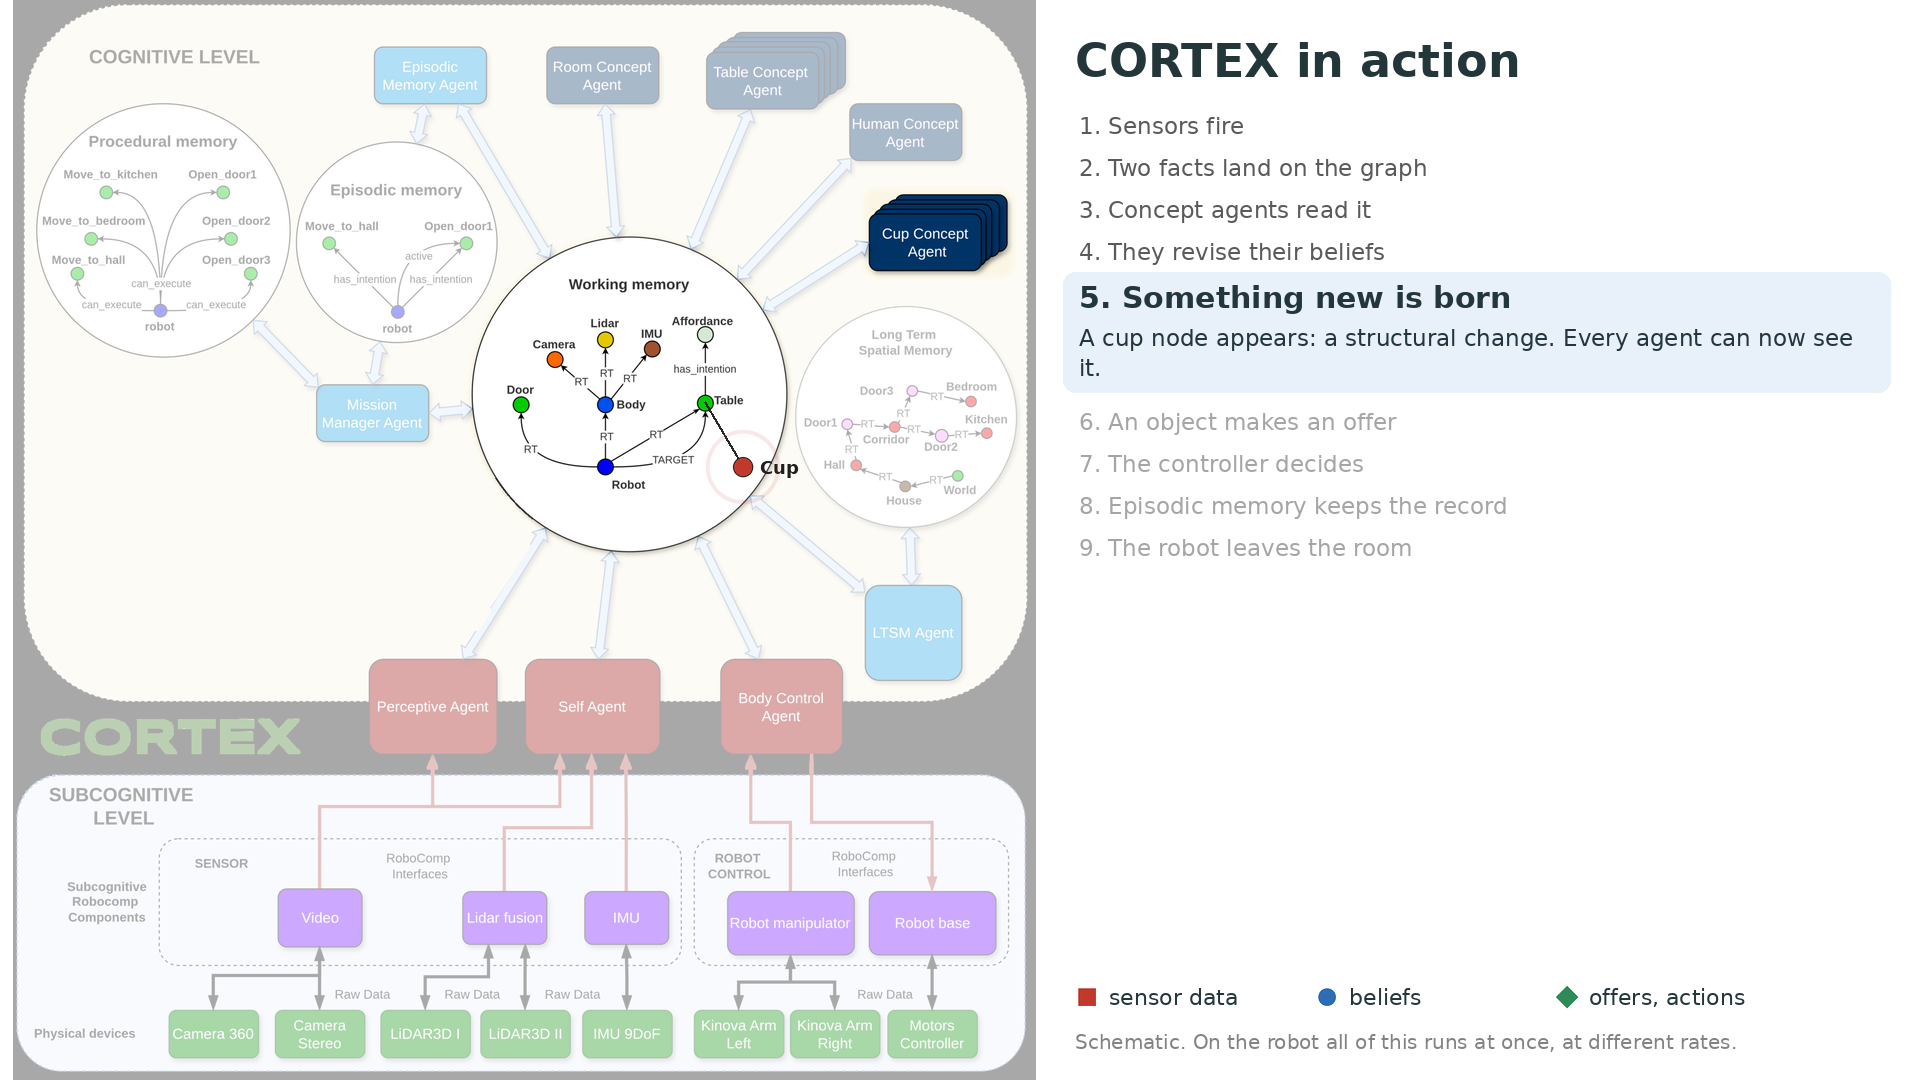 COGNITIVE LEVEL
Episodic
Memory Agent
Room Concept
Agent
Table Concept
Agent
Human Concept
Agent
Cup Concept
Agent
Procedural memory
Move_to_kitchen
Open_door1
Move_to_bedroom
Open_door2
Move_to_hall
Open_door3
can_execute
can_execute
can_execute
robot
Episodic memory
Move_to_hall
Open_door1
active
has_intention
has_intention
robot
Mission
Manager Agent
Working memory
Lidar
Affordance
IMU
Camera
RT
RT
RT
has_intention
Door
Body
Table
RT
RT
RT
TARGET
Cup
Robot
Long Term
Spatial Memory
Door3
Bedroom
RT
Door1
RT
RT
Kitchen
Corridor
RT
RT
Door2
RT
Hall
RT
RT
House
World
LTSM Agent
Perceptive Agent
Self Agent
Body Control
Agent
CORTEX
SUBCOGNITIVE
LEVEL
SENSOR
RoboComp
Interfaces
ROBOT
CONTROL
RoboComp
Interfaces
Subcognitive
Robocomp
Components
Video
Lidar fusion
IMU
Robot manipulator
Robot base
Raw Data
Raw Data
Raw Data
Raw Data
Physical devices
Camera 360
Camera
Stereo
LiDAR3D I
LiDAR3D II
IMU 9DoF
Kinova Arm
Left
Kinova Arm
Right
Motors
Controller
CORTEX in action
1. Sensors fire
2. Two facts land on the graph
3. Concept agents read it
4. They revise their beliefs
5. Something new is born
A cup node appears: a structural change. Every agent can now see
it.
6. An object makes an offer
7. The controller decides
8. Episodic memory keeps the record
9. The robot leaves the room
sensor data
beliefs
offers, actions
Schematic. On the robot all of this runs at once, at different rates.